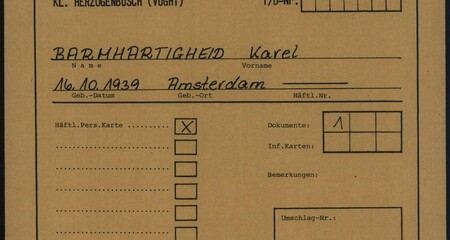 KL. HERZOGENBUSCH (VUGHT) T/D-Nr.
BARMHARTIGHEID Karel
Name Vorname
16.10.1939 Amsterdam
Geb.-Datum Geb.-Ort Häftl.Nr.
Häftl.Pers.Karte .......... X Dokumente: 1
Inf.Karten:
Bemerkungen:
Umschlag-Nr.: